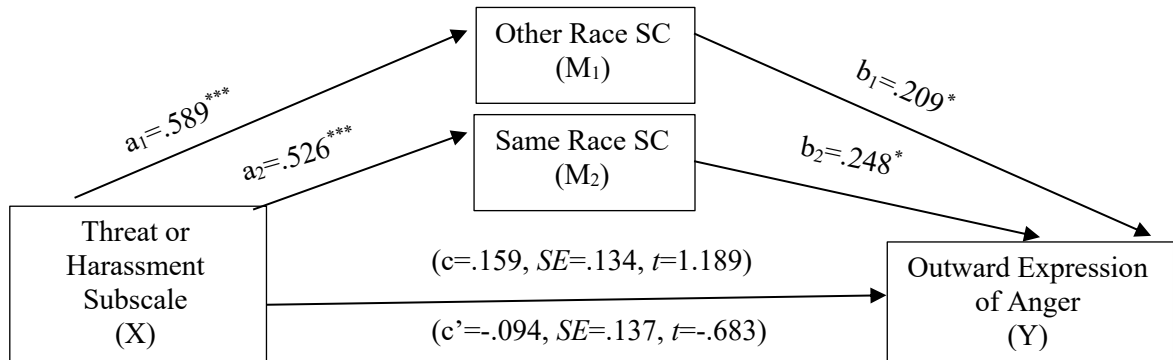 Other Race SC
(M₁)
a₁=.589***
b₁=.209*
Same Race SC
(M₂)
a₂=.526***
b₂=.248*
Threat or
Harassment
Subscale
(X)
(c=.159, SE=.134, t=1.189)
(c’=-.094, SE=.137, t=-.683)
Outward Expression
of Anger
(Y)